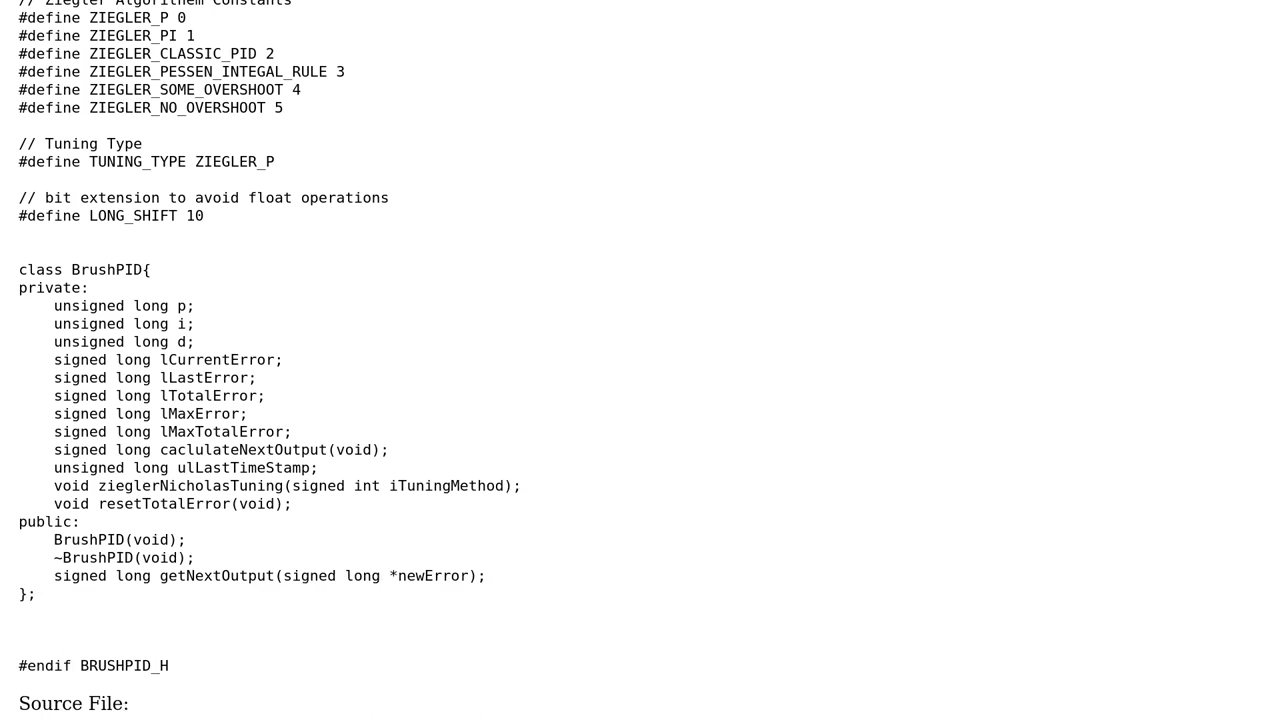 // Ziegler Algorithem Constants
#define ZIEGLER_P 0
#define ZIEGLER_PI 1
#define ZIEGLER_CLASSIC_PID 2
#define ZIEGLER_PESSEN_INTEGAL_RULE 3
#define ZIEGLER_SOME_OVERSHOOT 4
#define ZIEGLER_NO_OVERSHOOT 5
// Tuning Type
#define TUNING_TYPE ZIEGLER_P
// bit extension to avoid float operations
#define LONG_SHIFT 10
class BrushPID{
private:
    unsigned long p;
    unsigned long i;
    unsigned long d;
    signed long lCurrentError;
    signed long lLastError;
    signed long lTotalError;
    signed long lMaxError;
    signed long lMaxTotalError;
    signed long caclulateNextOutput(void);
    unsigned long ulLastTimeStamp;
    void zieglerNicholasTuning(signed int iTuningMethod);
    void resetTotalError(void);
public:
    BrushPID(void);
    ~BrushPID(void);
    signed long getNextOutput(signed long *newError);
};
#endif BRUSHPID_H
Source File: